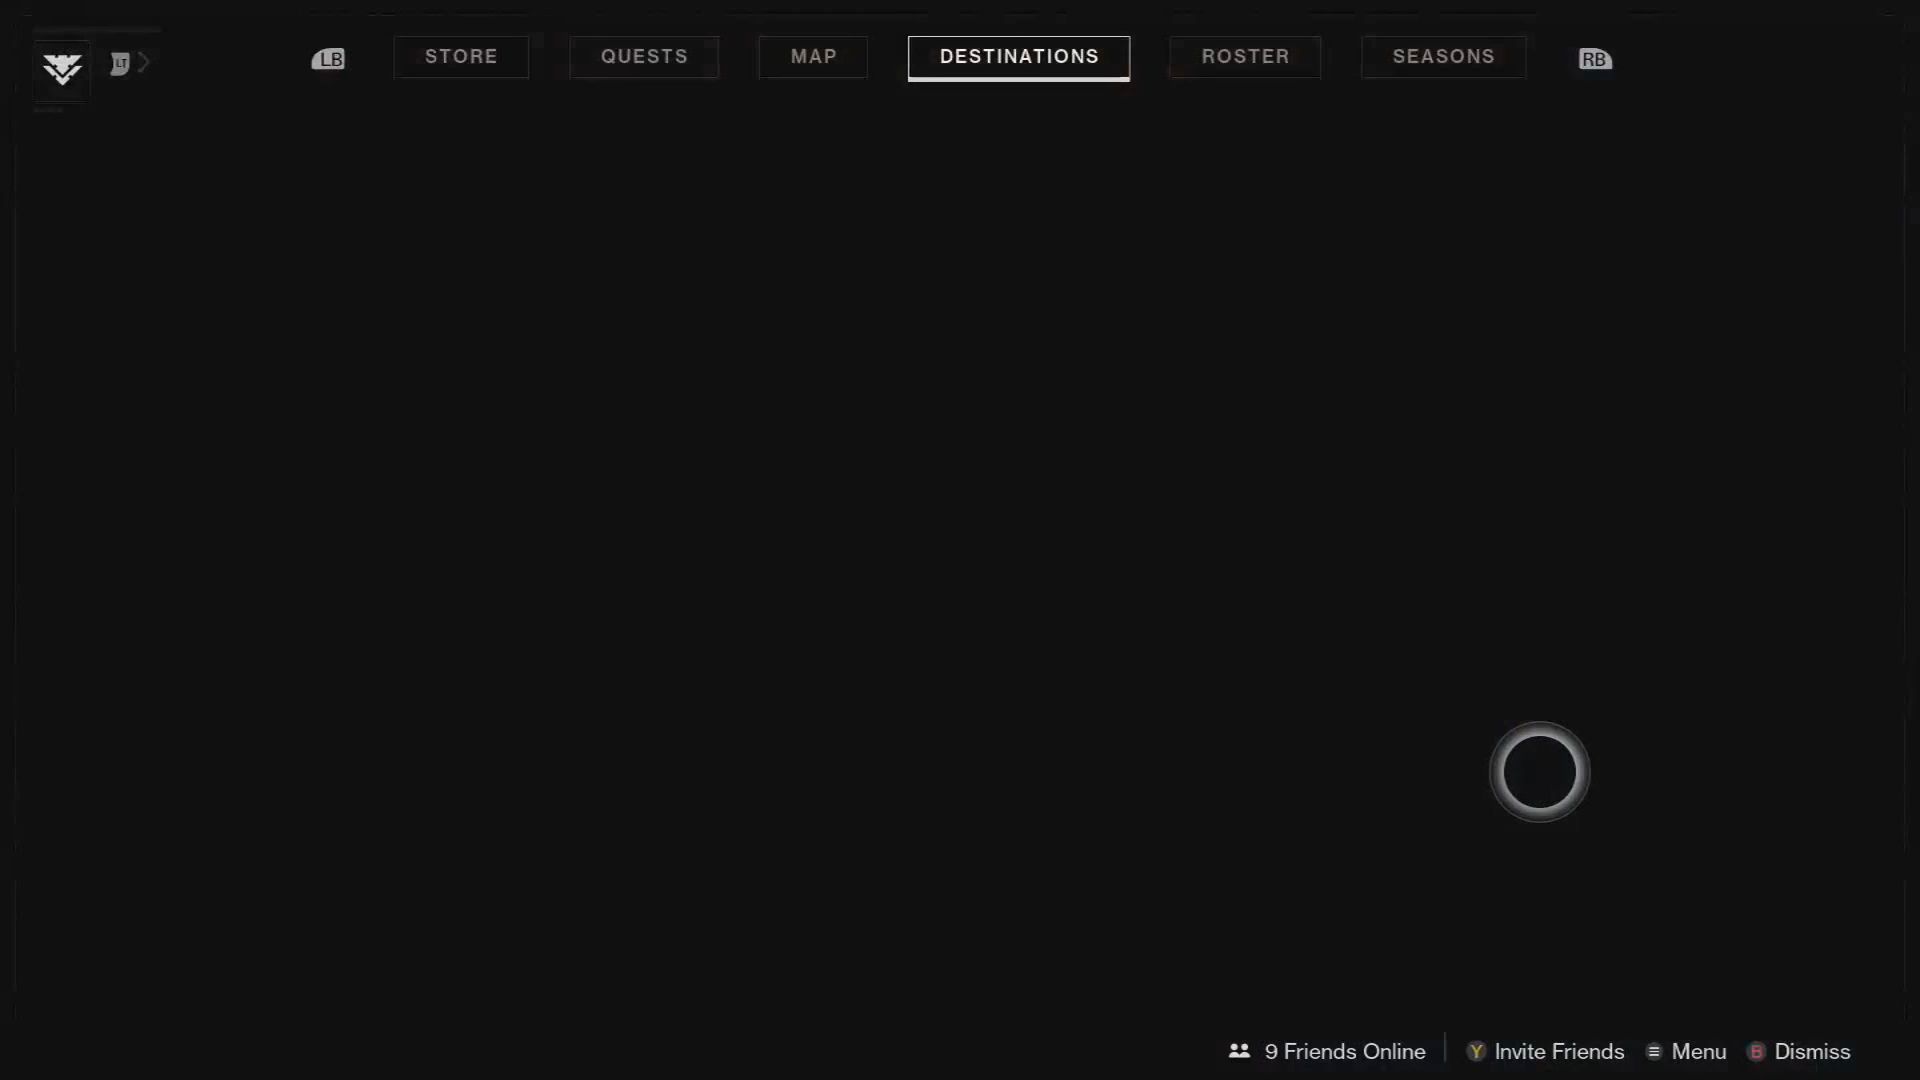 LT
LB
STORE
QUESTS
MAP
DESTINATIONS
ROSTER
SEASONS
RB
9 Friends Online
Y Invite Friends
Menu
B Dismiss